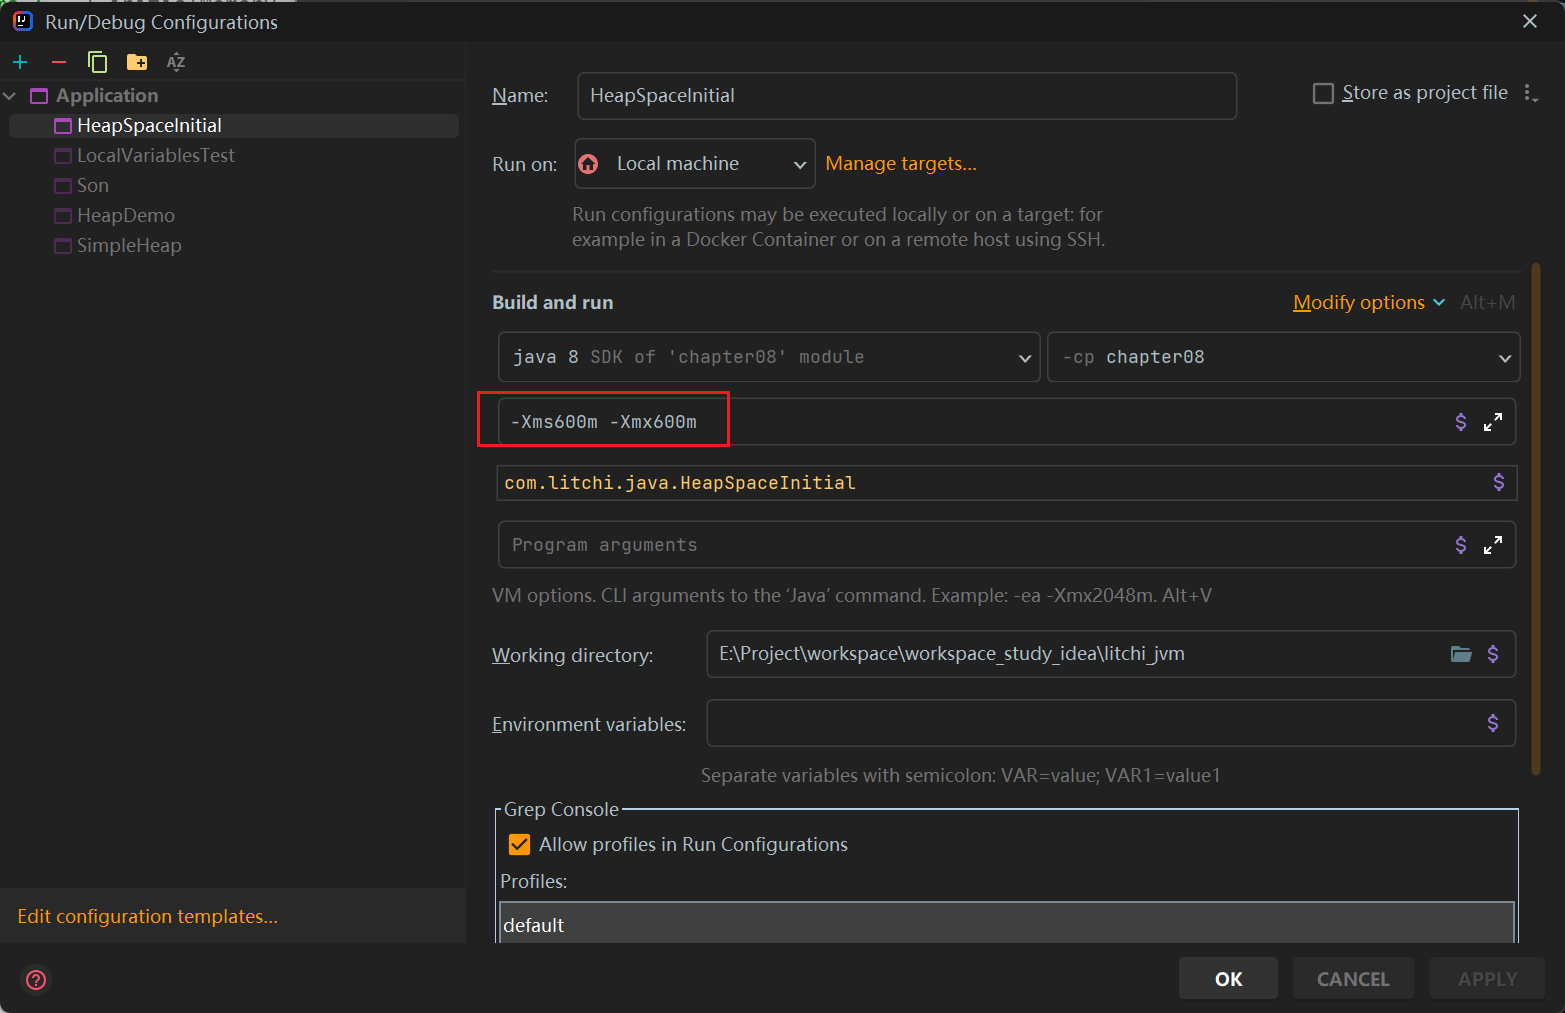 Run/Debug Configurations
AZ
Application
HeapSpaceInitial
LocalVariablesTest
Son
HeapDemo
SimpleHeap
Edit configuration templates...
Name:
HeapSpaceInitial
Store as project file
Run on:
Local machine
Manage targets...
Run configurations may be executed locally or on a target: for
example in a Docker Container or on a remote host using SSH.
Build and run
Modify options
Alt+M
java 8 SDK of 'chapter08' module
-cp chapter08
-Xms600m -Xmx600m
com.litchi.java.HeapSpaceInitial
Program arguments
VM options. CLI arguments to the ‘Java’ command. Example: -ea -Xmx2048m. Alt+V
Working directory:
E:\Project\workspace\workspace_study_idea\litchi_jvm
Environment variables:
Separate variables with semicolon: VAR=value; VAR1=value1
Grep Console
Allow profiles in Run Configurations
Profiles:
default
OK
CANCEL
APPLY